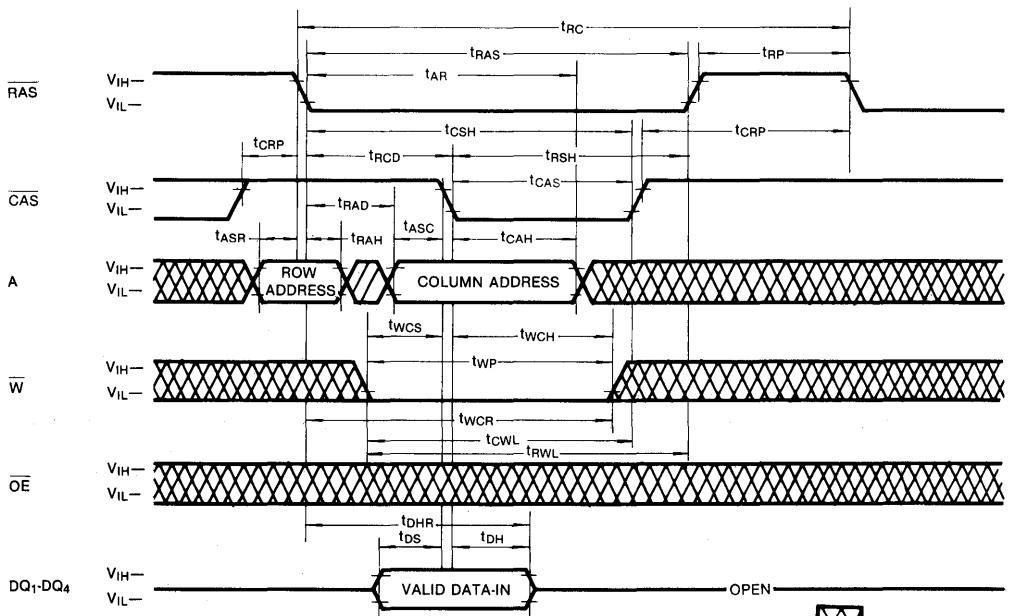 tRC
tRAS
tRP
tAR
RAS
VIH—
VIL—
tCSH
tCRP
tCRP
tRCD
tRSH
CAS
VIH—
VIL—
tCAS
tRAD
tASC
tASR
tRAH
tCAH
A
VIH—
VIL—
ROW
ADDRESS
COLUMN ADDRESS
tWCS
tWCH
tWP
W
VIH—
VIL—
tWCR
tCWL
tRWL
OE
VIH—
VIL—
tDHR
tDS
tDH
DQ1-DQ4
VIH—
VIL—
VALID DATA-IN
OPEN